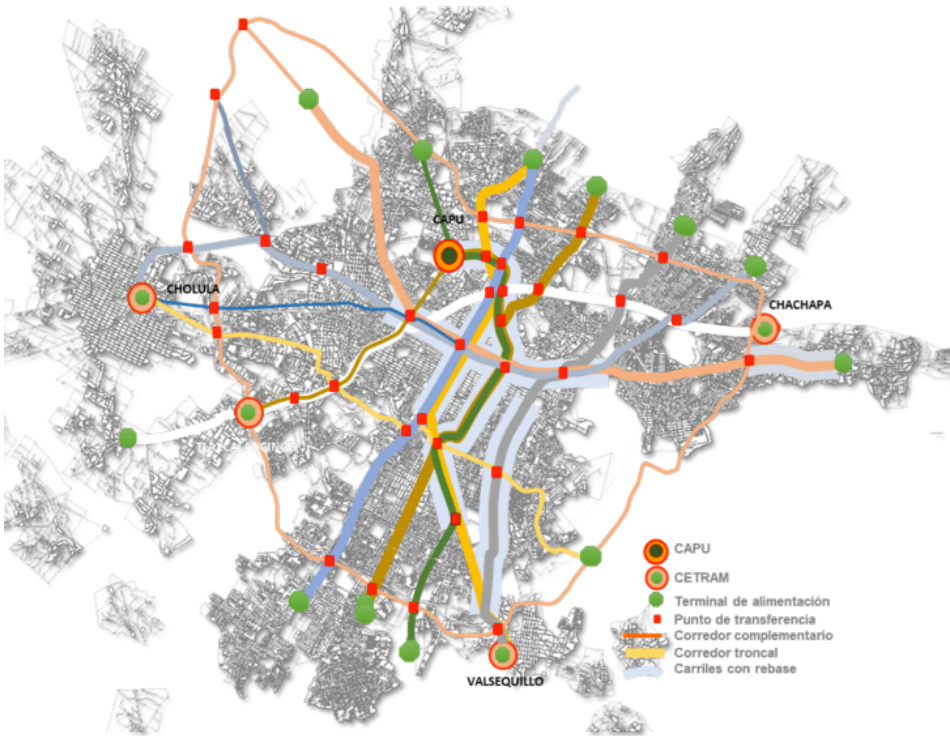 CAPU
CHOLULA
CHACHAPA
VALSEQUILLO
CAPU
CETRAM
Terminal de alimentación
Punto de transferencia
Corredor complementario
Corredor troncal
Carriles con rebase